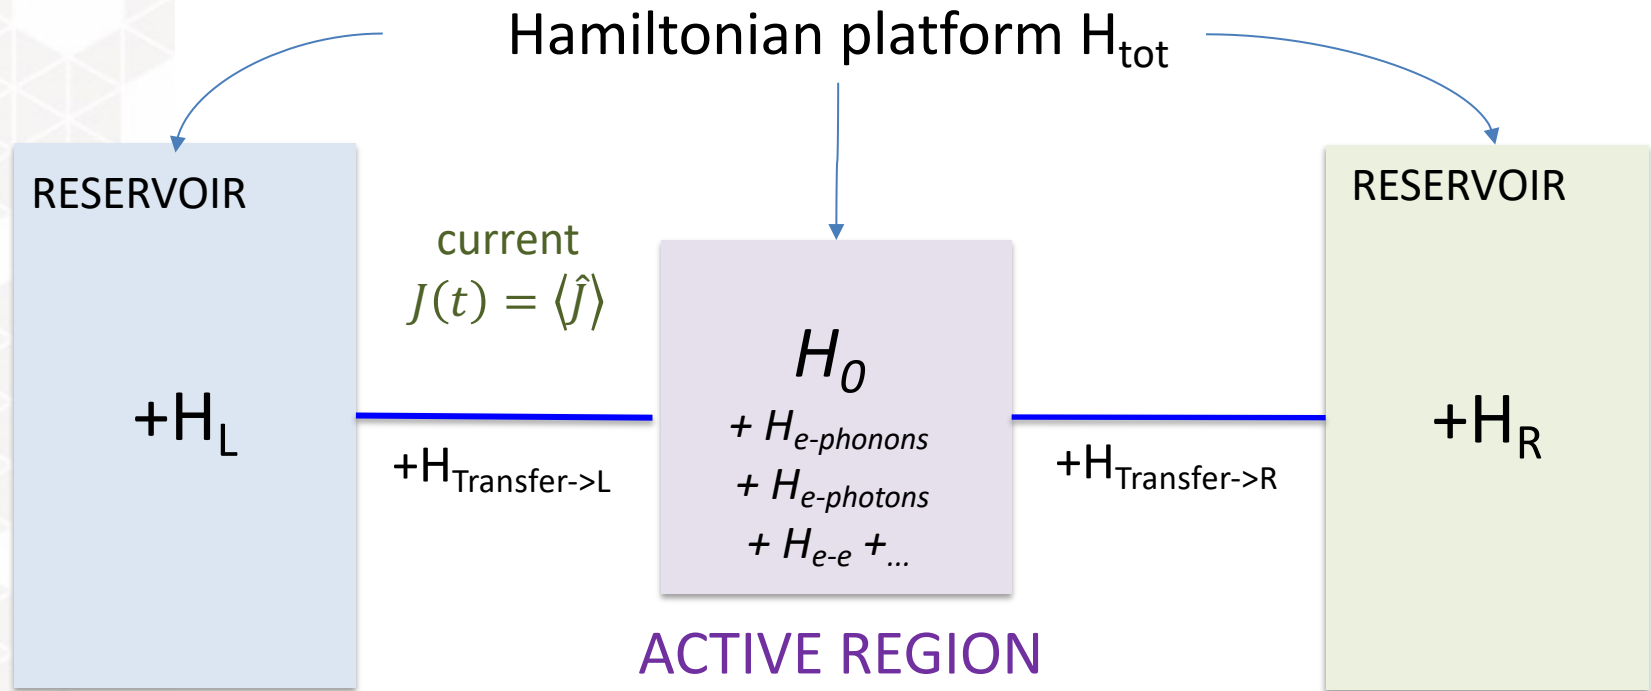 Hamiltonian platform H_tot
RESERVOIR
current
J(t) = ⟨Ĵ⟩
+H_L
+H_Transfer->L
H_0
+ H_e-phonons
+ H_e-photons
+ H_e-e +...
ACTIVE REGION
+H_Transfer->R
RESERVOIR
+H_R